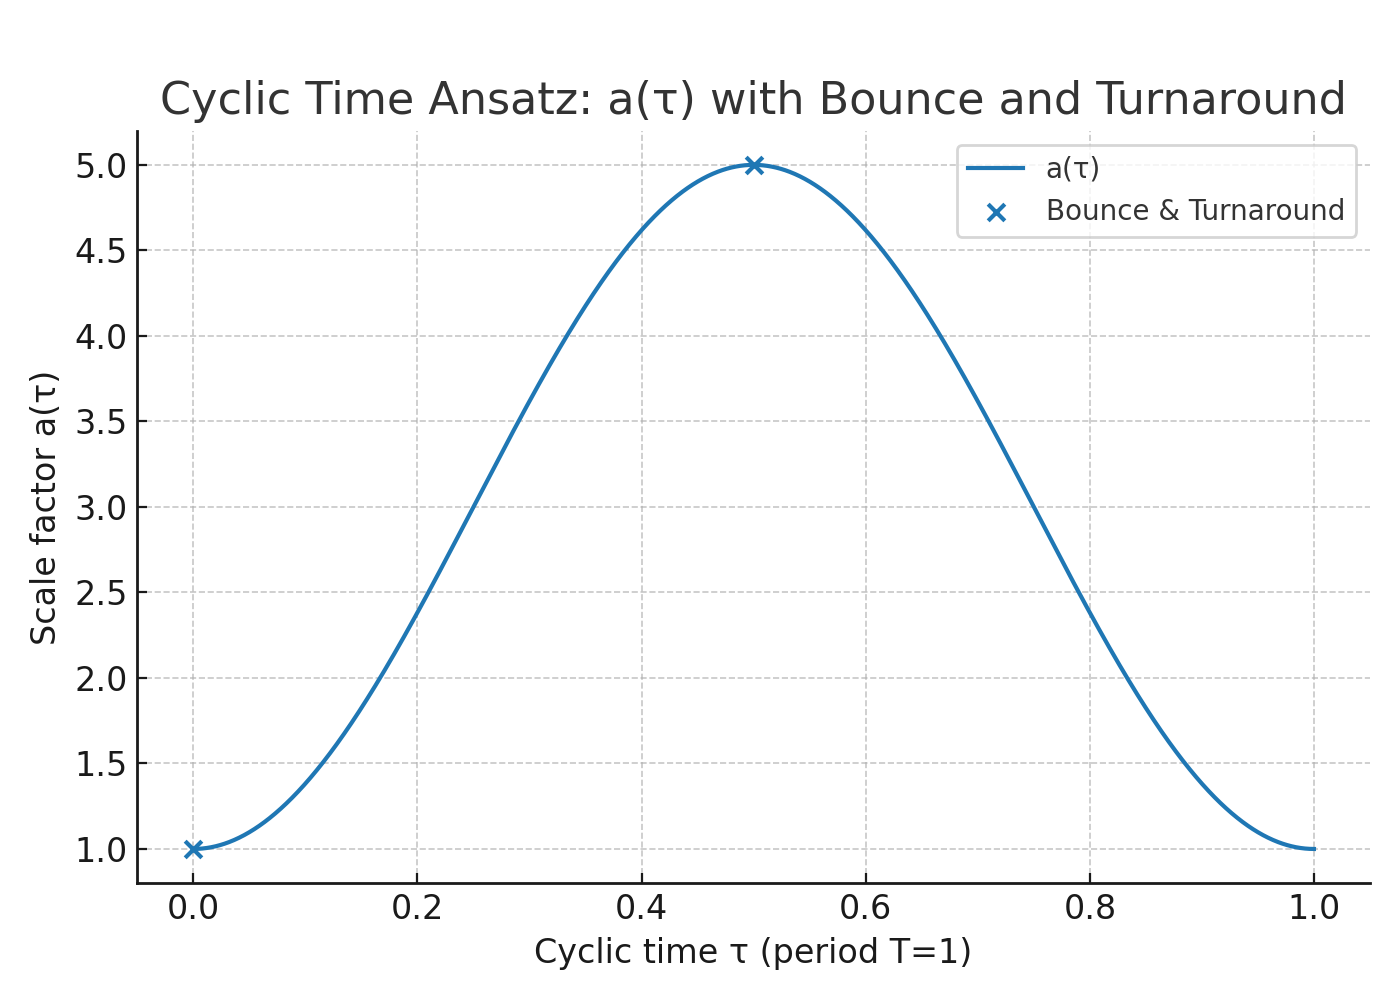 Cyclic Time Ansatz: a(τ) with Bounce and Turnaround
a(τ)
Bounce & Turnaround
Scale factor a(τ)
5.0
4.5
4.0
3.5
3.0
2.5
2.0
1.5
1.0
0.0 0.2 0.4 0.6 0.8 1.0
Cyclic time τ (period T=1)